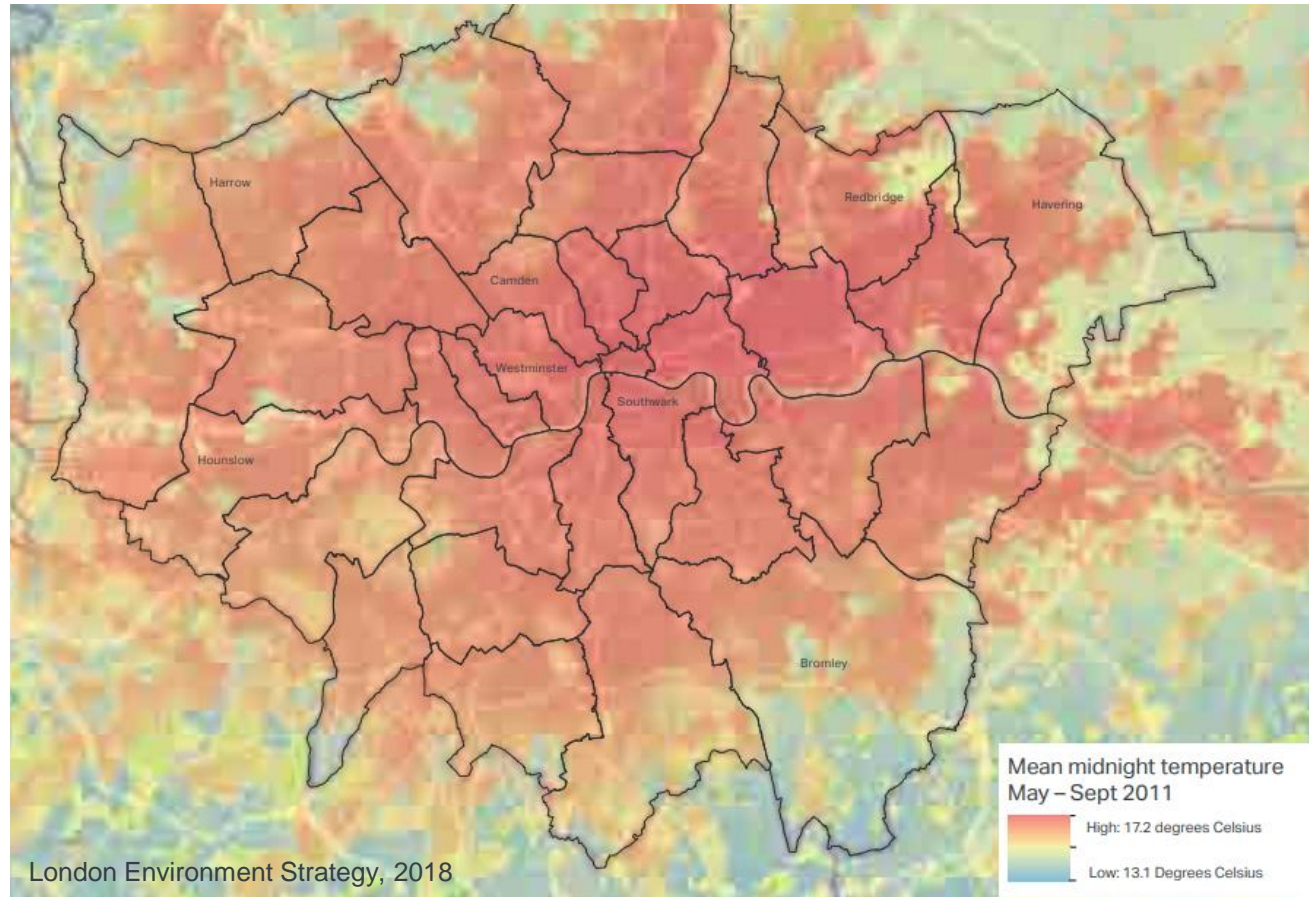 Harrow
Redbridge
Havering
Camden
Westminster
Southwark
Hounslow
Bromley
Mean midnight temperature
May – Sept 2011
High: 17.2 degrees Celsius
Low: 13.1 Degrees Celsius
London Environment Strategy, 2018